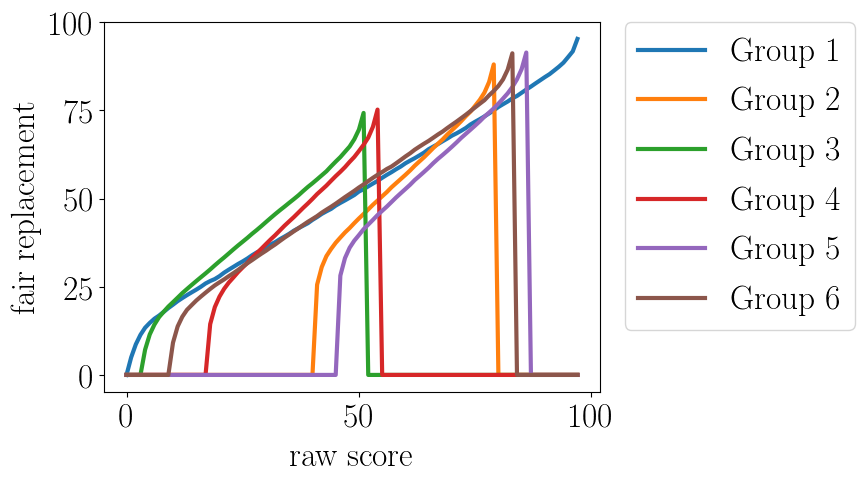 100
75
50
25
0
fair replacement
0 50 100
raw score
Group 1
Group 2
Group 3
Group 4
Group 5
Group 6